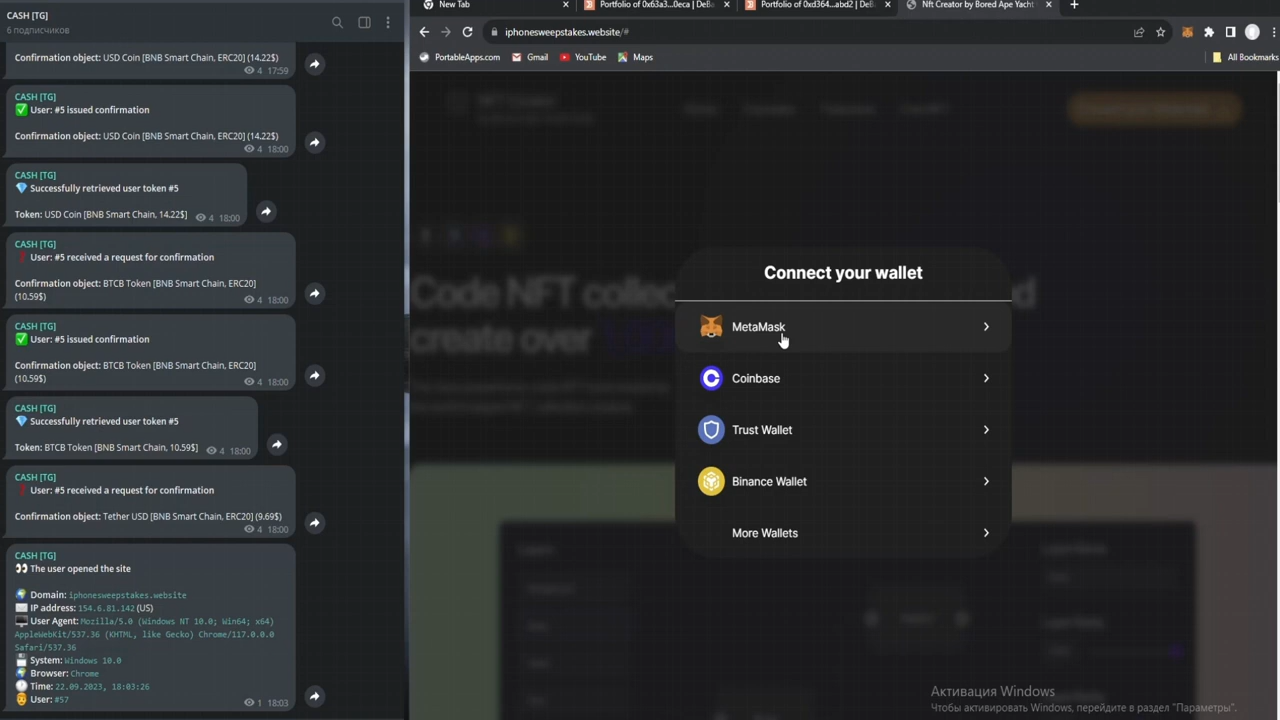 CASH [TG]
6 подписчиков
Confirmation object: USD Coin [BNB Smart Chain, ERC20] (14.22$)
4 17:59
CASH [TG]
✅ User: #5 issued confirmation
Confirmation object: USD Coin [BNB Smart Chain, ERC20] (14.22$)
4 18:00
CASH [TG]
💎 Successfully retrieved user token #5
Token: USD Coin [BNB Smart Chain, 14.22$] 4 18:00
CASH [TG]
❓ User: #5 received a request for confirmation
Confirmation object: BTCB Token [BNB Smart Chain, ERC20]
(10.59$) 4 18:00
CASH [TG]
✅ User: #5 issued confirmation
Confirmation object: BTCB Token [BNB Smart Chain, ERC20]
(10.59$) 4 18:00
CASH [TG]
💎 Successfully retrieved user token #5
Token: BTCB Token [BNB Smart Chain, 10.59$] 4 18:00
CASH [TG]
❓ User: #5 received a request for confirmation
Confirmation object: Tether USD [BNB Smart Chain, ERC20] (9.69$)
4 18:00
CASH [TG]
👀 The user opened the site
🌍 Domain: iphonesweepstakes.website
✉️ IP address: 154.6.81.142 (US)
🖥 User Agent: Mozilla/5.0 (Windows NT 10.0; Win64; x64)
AppleWebKit/537.36 (KHTML, like Gecko) Chrome/117.0.0.0
Safari/537.36
💾 System: Windows 10.0
🌍 Browser: Chrome
🕐 Time: 22.09.2023, 18:03:26
👨 User: #57 1 18:03
New Tab
Portfolio of 0x63a3...0eca | DeBa
Portfolio of 0xd364...abd2 | DeBa
Nft Creator by Bored Ape Yacht
iphonesweepstakes.website/#
PortableApps.com
Gmail
YouTube
Maps
All Bookmarks
Code NFT collec
create over
Connect your wallet
MetaMask
Coinbase
Trust Wallet
Binance Wallet
More Wallets
Активация Windows
Чтобы активировать Windows, перейдите в раздел "Параметры".